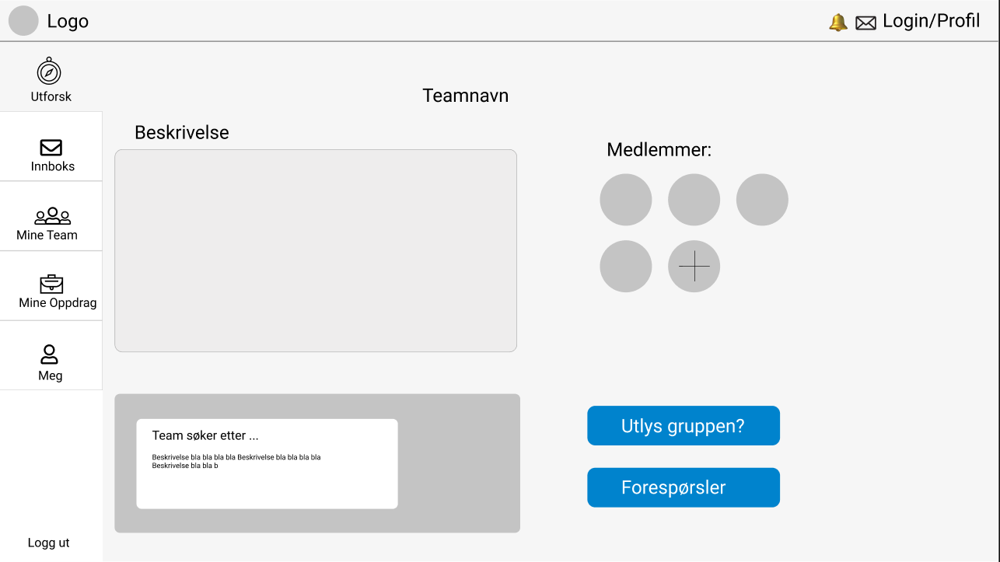 Logo
Login/Profil
Utforsk
Innboks
Mine Team
Mine Oppdrag
Meg
Logg ut
Teamnavn
Beskrivelse
Medlemmer:
Team søker etter ...
Beskrivelse bla bla bla bla Beskrivelse bla bla bla bla
Beskrivelse bla bla b
Utlys gruppen?
Forespørsler